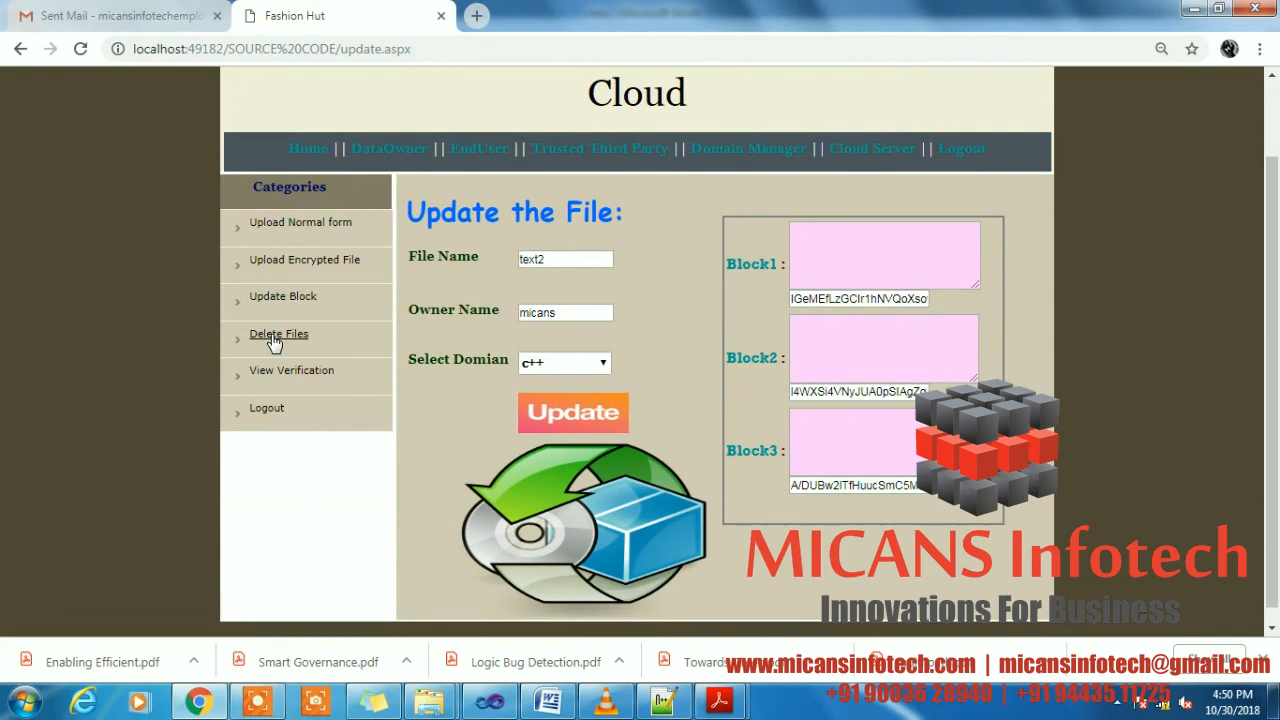 Sent Mail - micansinfotechempl
Fashion Hut
localhost:49182/SOURCE%20CODE/update.aspx
Cloud
Home || DataOwner || EndUser || Trusted Third Party || Domain Manager || Cloud Server || Logout
Categories
Upload Normal form
Upload Encrypted File
Update Block
Delete Files
View Verification
Logout
Update the File:
File Name text2
Owner Name micans
Select Domian c++
Update
Block1 :
IGeMEfLzGCIr1hNVQoXso
Block2 :
I4WXSi4VNyJUA0pSIAgZg
Block3 :
A/DUBw2ITfHuucSmC5M
MICANS Infotech
Innovations For Business
Enabling Efficient.pdf
Smart Governance.pdf
Logic Bug Detection.pdf
www.micansinfotech.com | micansinfotech@gmail.com
+91 90036 28940 | +91 94435 11725
4:50 PM
10/30/2018